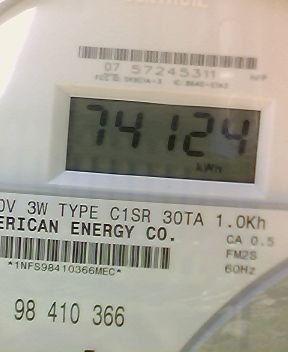 07 57245311
74124
kWh
0V 3W TYPE C1SR 30TA 1.0Kh
ERICAN ENERGY CO.
CA 0.5
FM2S
60Hz
*1NFS98410366MEC*
98 410 366